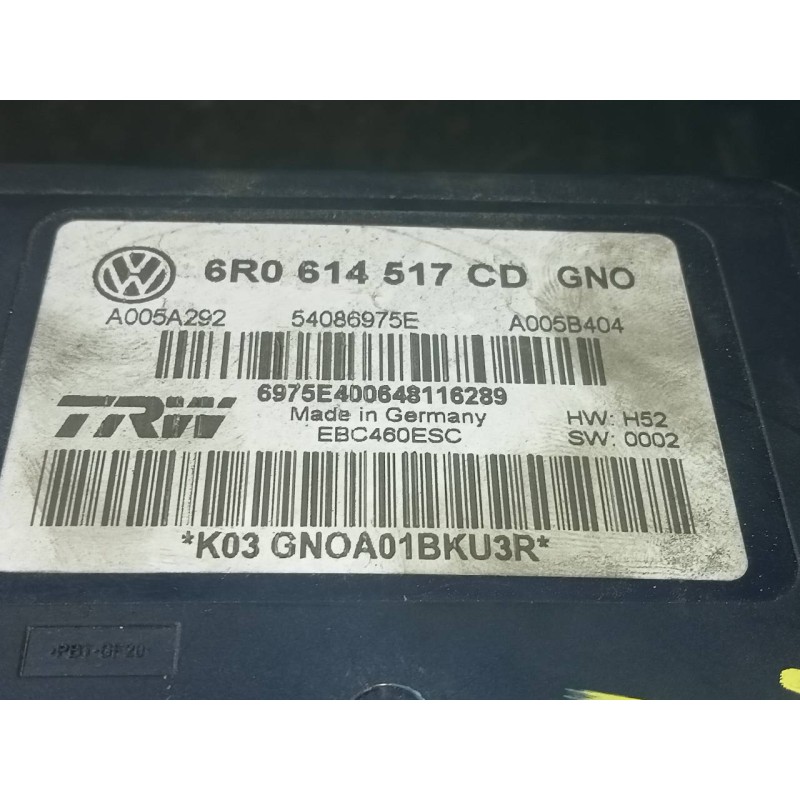 6R0 614 517 CD GNO
A005A292 54086975E A005B404
6975E400648116289
TRW
Made in Germany
EBC460ESC
HW: H52
SW: 0002
*K03 GNOA01BKU3R*
>PBT-GF20<